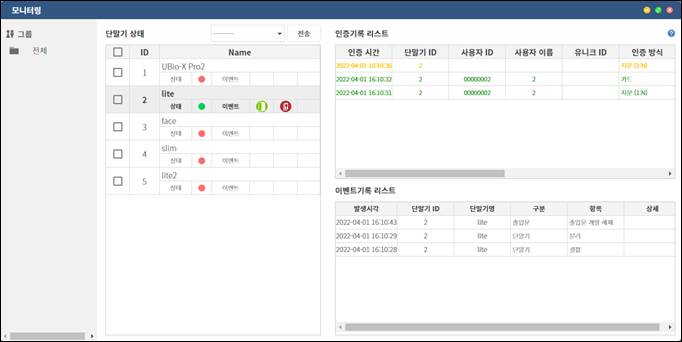 모니터링
그룹
전체
단말기 상태
전송
ID Name
1 UBio-X Pro2
상태 이벤트
2 lite
상태 이벤트
3 face
상태 이벤트
4 slim
상태 이벤트
5 lite2
상태 이벤트
인증기록 리스트
인증 시간 단말기 ID 사용자 ID 사용자 이름 유니크 ID 인증 방식
2022-04-01 16:10:36 2 지문 (1:N)
2022-04-01 16:10:32 2 00000002 2 카드
2022-04-01 16:10:31 2 00000002 2 지문 (1:N)
이벤트기록 리스트
발생시각 단말기 ID 단말기명 구분 항목 상세
2022-04-01 16:10:43 2 lite 출입문 출입문 개방 해제
2022-04-01 16:10:29 2 lite 단말기 분리
2022-04-01 16:10:28 2 lite 단말기 결합